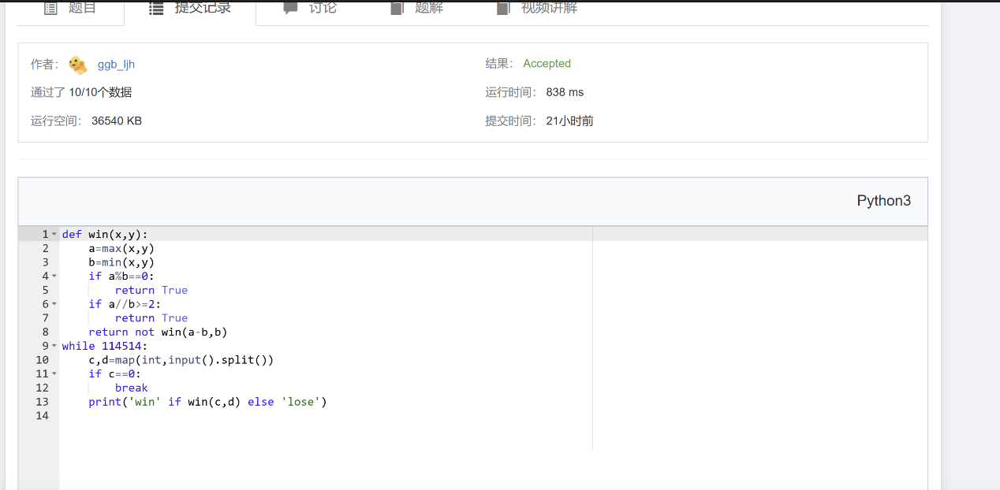 题目 提交记录 讨论 题解 视频讲解
作者： ggb_ljh 结果： Accepted
通过了 10/10个数据 运行时间： 838 ms
运行空间： 36540 KB 提交时间： 21小时前
Python3
1 def win(x,y):
2     a=max(x,y)
3     b=min(x,y)
4     if a%b==0:
5         return True
6     if a//b>=2:
7         return True
8     return not win(a-b,b)
9 while 114514:
10     c,d=map(int,input().split())
11     if c==0:
12         break
13     print('win' if win(c,d) else 'lose')
14